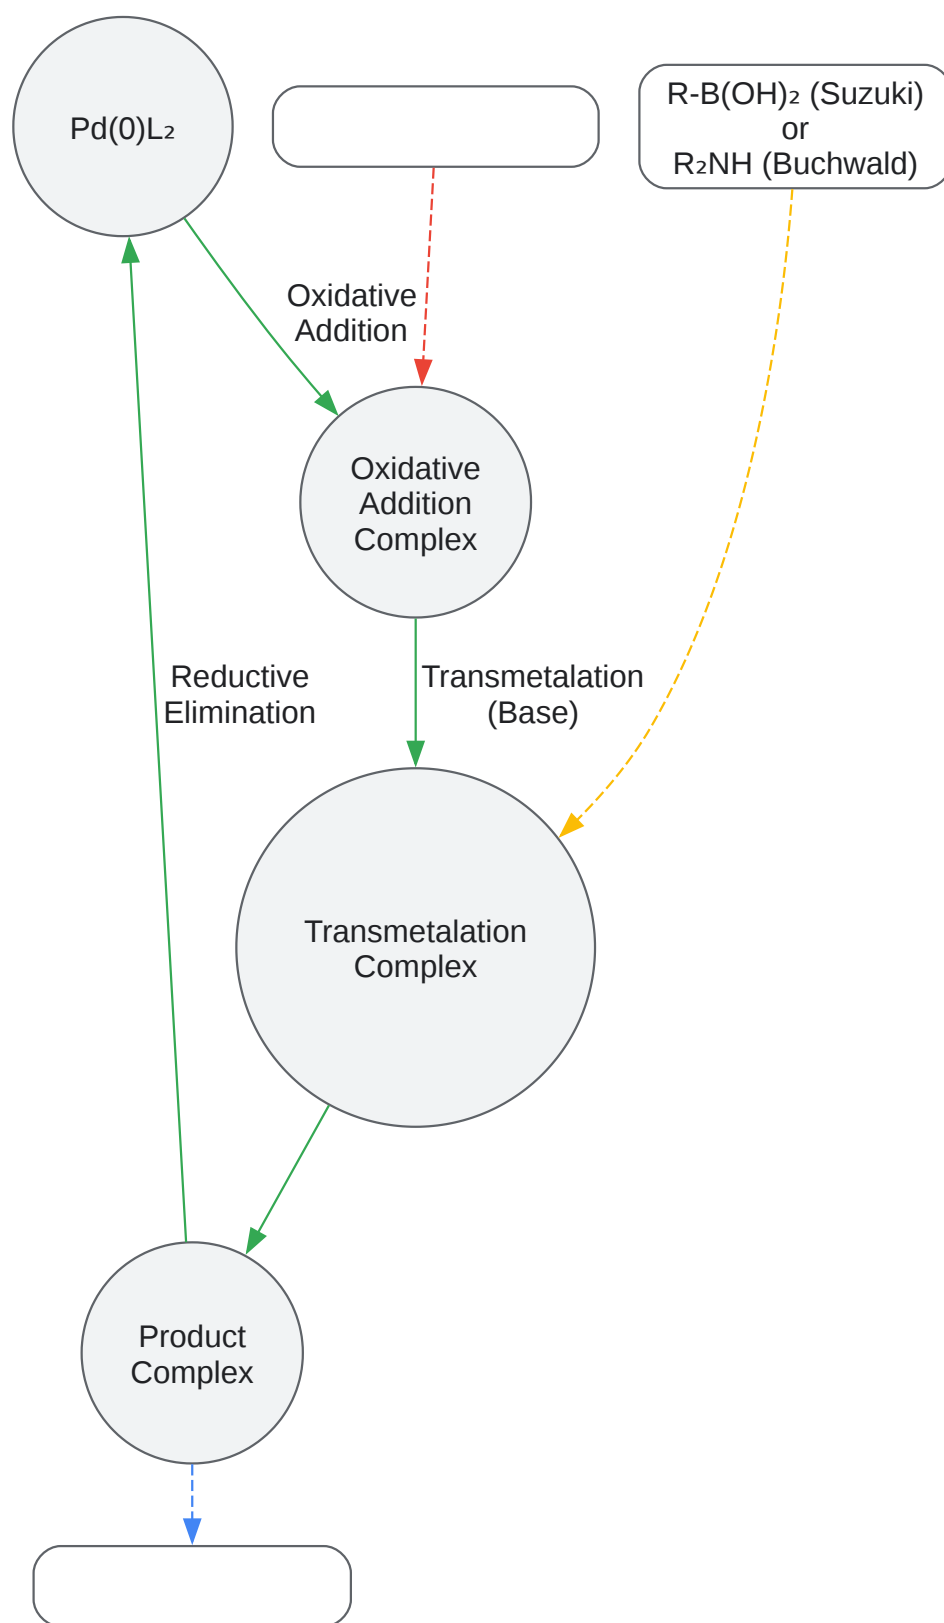 Pd(0)L₂
R-B(OH)₂ (Suzuki)
or
R₂NH (Buchwald)
Oxidative
Addition
Oxidative
Addition
Complex
Reductive
Elimination
Transmetalation
(Base)
Transmetalation
Complex
Product
Complex